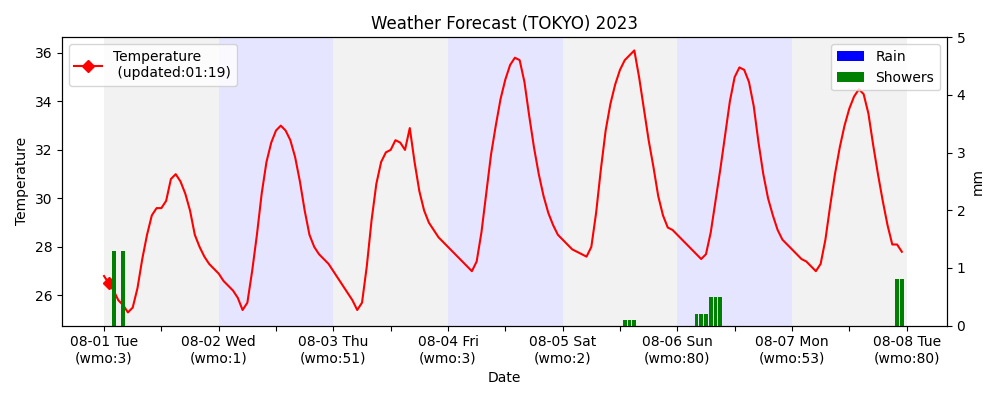 Weather Forecast (TOKYO) 2023
Temperature
(updated:01:19)
Rain
Showers
36
34
32
30
28
26
Temperature
5
4
3
2
1
0
mm
08-01 Tue
(wmo:3)
08-02 Wed
(wmo:1)
08-03 Thu
(wmo:51)
08-04 Fri
(wmo:3)
08-05 Sat
(wmo:2)
08-06 Sun
(wmo:80)
08-07 Mon
(wmo:53)
08-08 Tue
(wmo:80)
Date